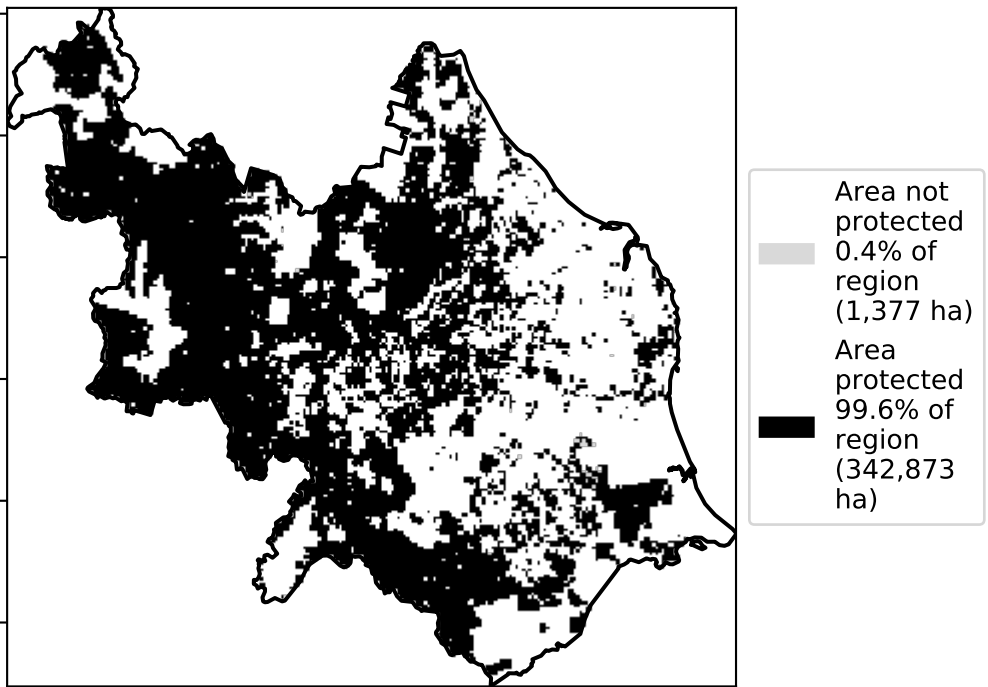 Area not
protected
0.4% of
region
(1,377 ha)
Area
protected
99.6% of
region
(342,873
ha)